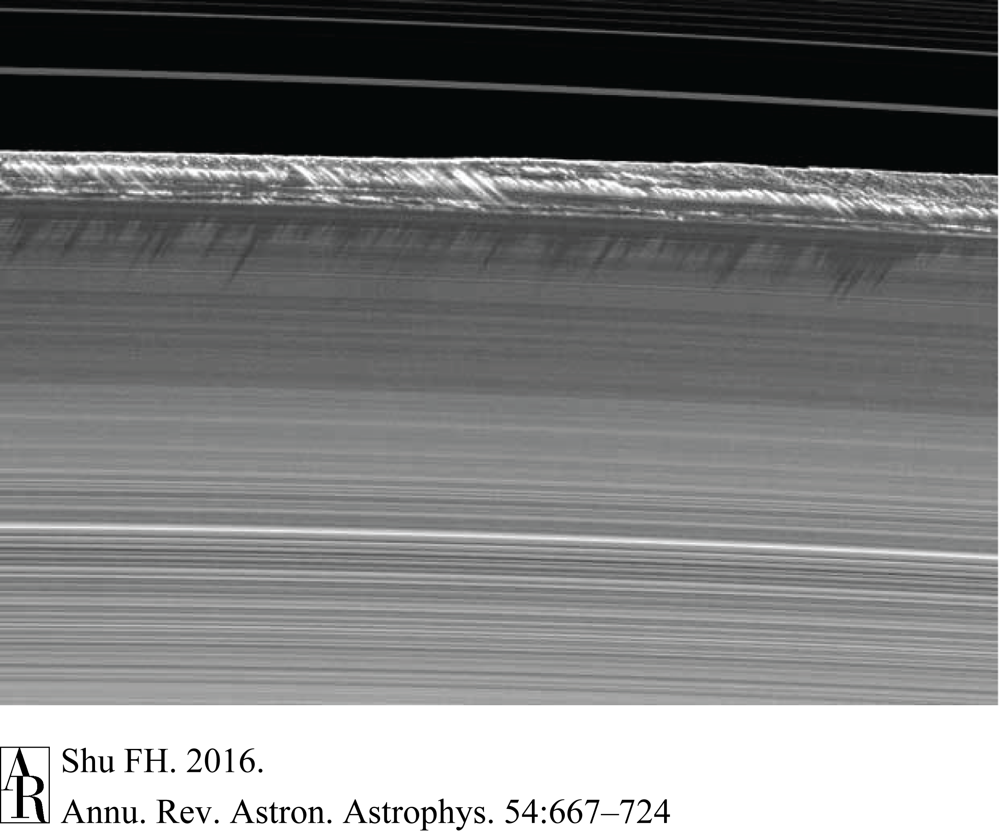 AR
Shu FH. 2016.
Annu. Rev. Astron. Astrophys. 54:667–724